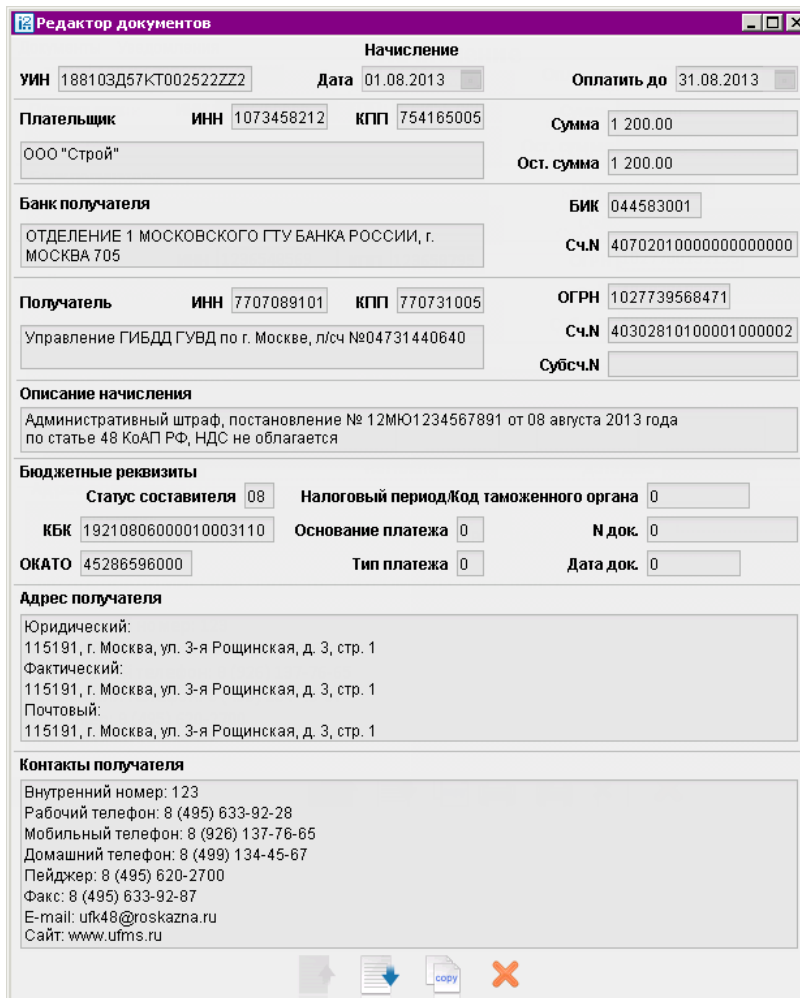 Редактор документов
Начисление
УИН 188103Д57КТ002522ZZ2 Дата 01.08.2013 Оплатить до 31.08.2013
Плательщик ИНН 1073458212 КПП 754165005 Сумма 1 200.00
ООО "Строй" Ост. сумма 1 200.00
Банк получателя БИК 044583001
ОТДЕЛЕНИЕ 1 МОСКОВСКОГО ГТУ БАНКА РОССИИ, г.
МОСКВА 705
Сч.N 40702010000000000000
Получатель ИНН 7707089101 КПП 770731005 ОГРН 1027739568471
Управление ГИБДД ГУВД по г. Москве, л/сч №04731440640 Сч.N 40302810100001000002
Субсч.N
Описание начисления
Административный штраф, постановление № 12МЮ1234567891 от 08 августа 2013 года
по статье 48 КоАП РФ, НДС не облагается
Бюджетные реквизиты
Статус составителя 08 Налоговый период/Код таможенного органа 0
КБК 19210806000010003110 Основание платежа 0 N док. 0
ОКАТО 45286596000 Тип платежа 0 Дата док. 0
Адрес получателя
Юридический:
115191, г. Москва, ул. 3-я Рощинская, д. 3, стр. 1
Фактический:
115191, г. Москва, ул. 3-я Рощинская, д. 3, стр. 1
Почтовый:
115191, г. Москва, ул. 3-я Рощинская, д. 3, стр. 1
Контакты получателя
Внутренний номер: 123
Рабочий телефон: 8 (495) 633-92-28
Мобильный телефон: 8 (926) 137-76-65
Домашний телефон: 8 (499) 134-45-67
Пейджер: 8 (495) 620-2700
Факс: 8 (495) 633-92-87
E-mail: ufk48@roskazna.ru
Сайт: www.ufms.ru
copy